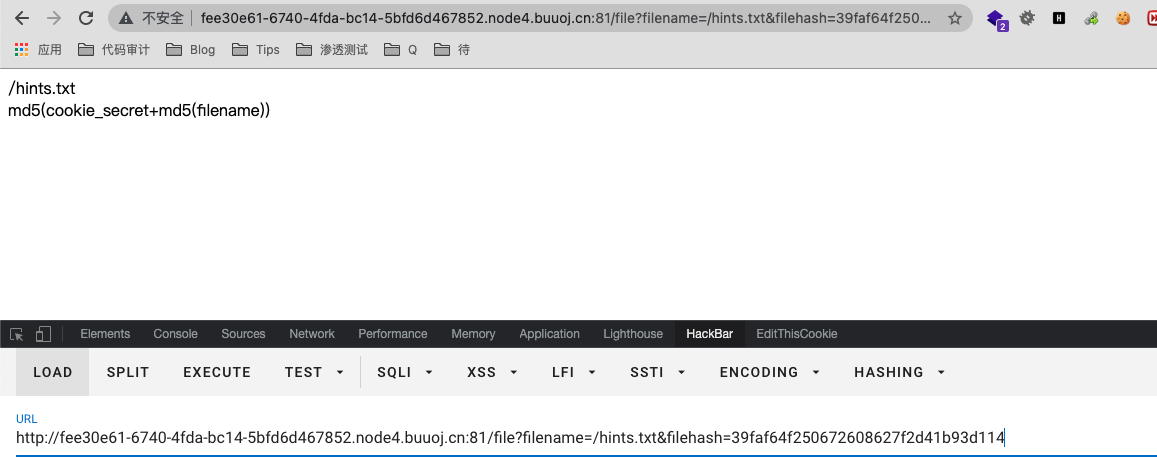 不安全 fee30e61-6740-4fda-bc14-5bfd6d467852.node4.buuoj.cn:81/file?filename=/hints.txt&filehash=39faf64f250...
2
H
应用 代码审计 Blog Tips 渗透测试 Q 待
/hints.txt
md5(cookie_secret+md5(filename))
Elements Console Sources Network Performance Memory Application Lighthouse HackBar EditThisCookie
LOAD SPLIT EXECUTE TEST SQLI XSS LFI SSTI ENCODING HASHING
URL
http://fee30e61-6740-4fda-bc14-5bfd6d467852.node4.buuoj.cn:81/file?filename=/hints.txt&filehash=39faf64f250672608627f2d41b93d114